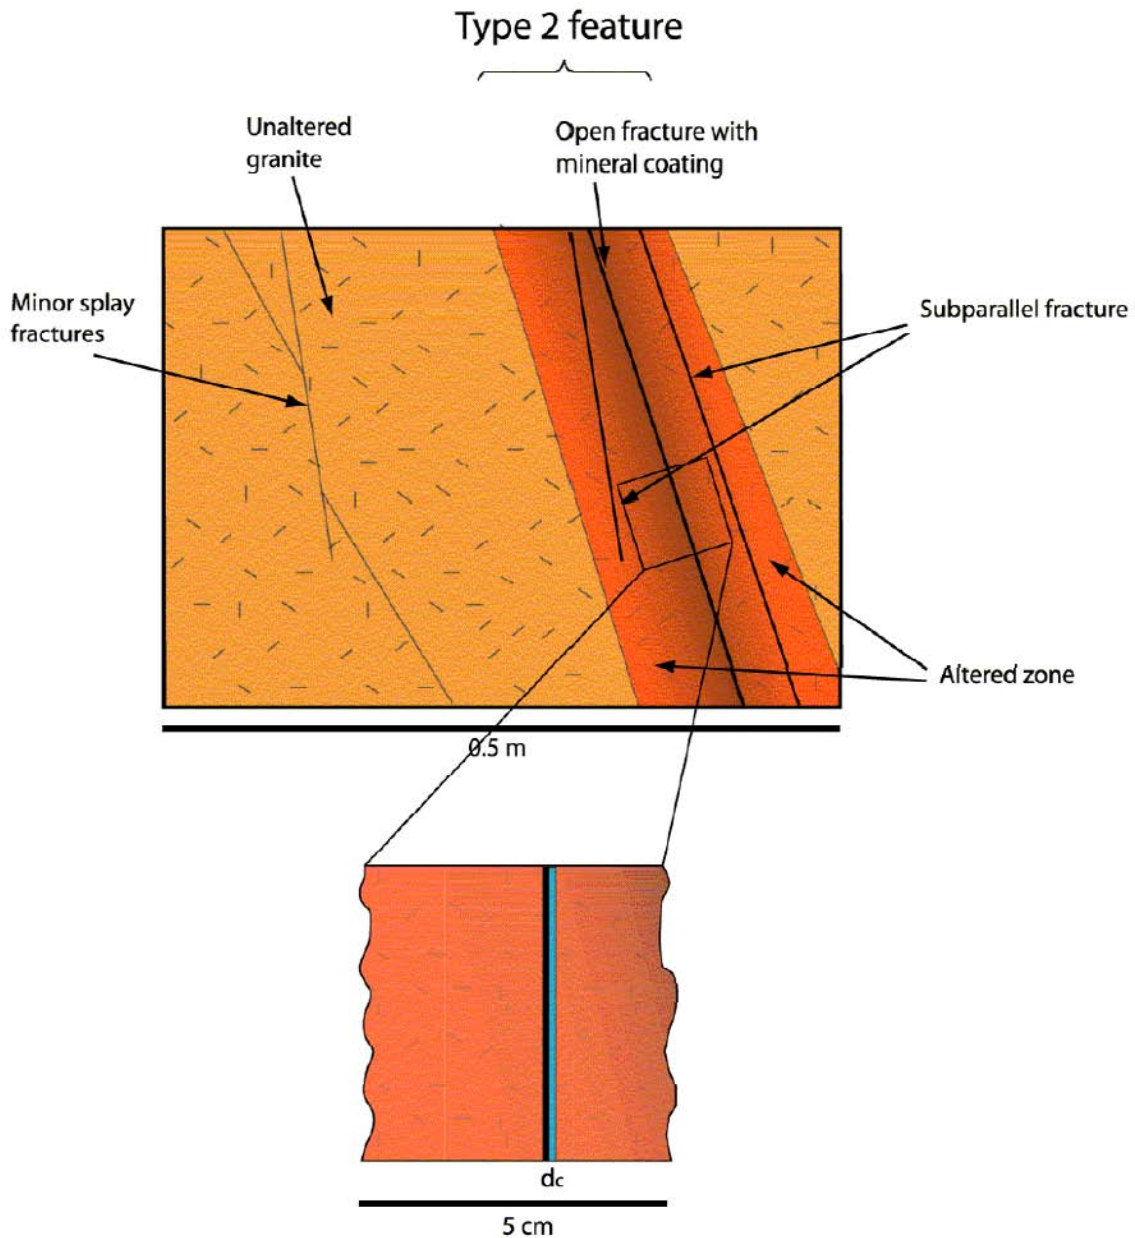 Type 2 feature
Unaltered
granite
Open fracture with
mineral coating
Minor splay
fractures
Subparallel fracture
Altered zone
0.5 m
dc
5 cm